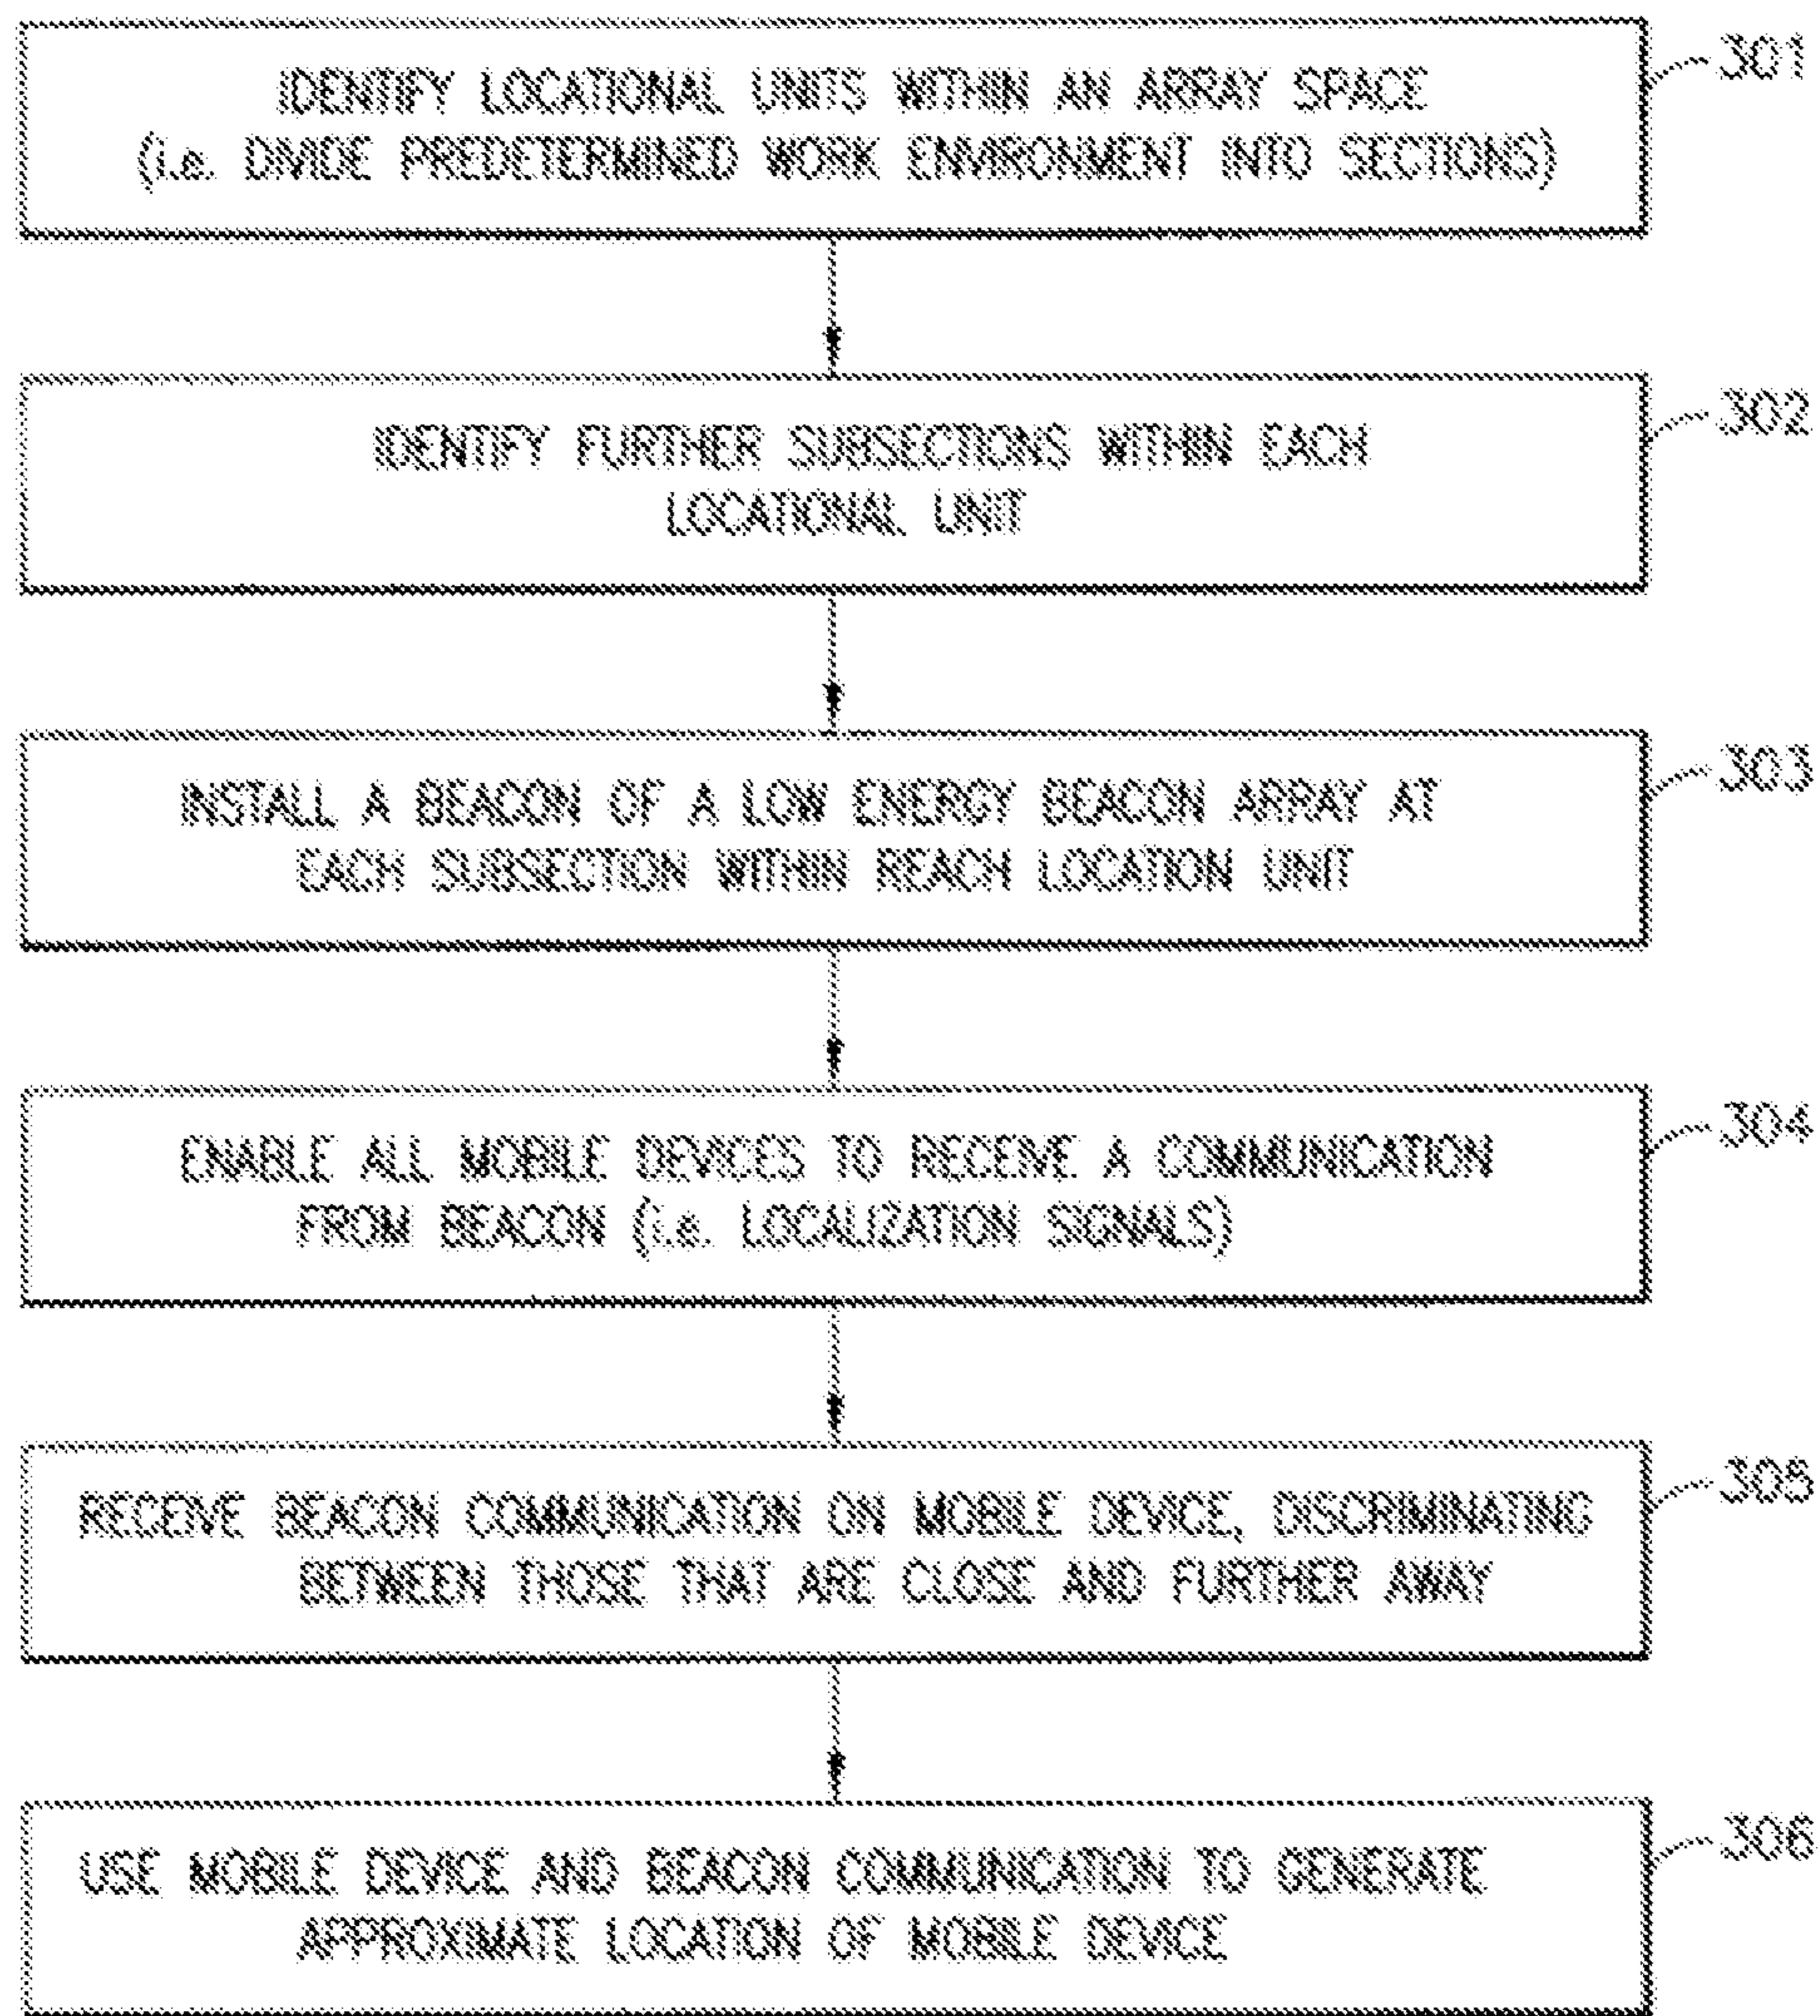 IDENTIFY LOCATIONAL UNITS WITHIN AN ARRAY SPACE
(i.e. DIVIDE PREDETERMINED WORK ENVIRONMENT INTO SECTIONS)
301
IDENTIFY FURTHER SUBSECTIONS WITHIN EACH
LOCATIONAL UNIT
302
INSTALL A BEACON OF A LOW ENERGY BEACON ARRAY AT
EACH SUBSECTION WITHIN REACH LOCATION UNIT
303
ENABLE ALL MOBILE DEVICES TO RECEIVE A COMMUNICATION
FROM BEACON (i.e. LOCALIZATION SIGNALS)
304
RECEIVE BEACON COMMUNICATION ON MOBILE DEVICE, DISCRIMINATING
BETWEEN THOSE THAT ARE CLOSE AND FURTHER AWAY
305
USE MOBILE DEVICE AND BEACON COMMUNICATION TO GENERATE
APPROXIMATE LOCATION OF MOBILE DEVICE
306